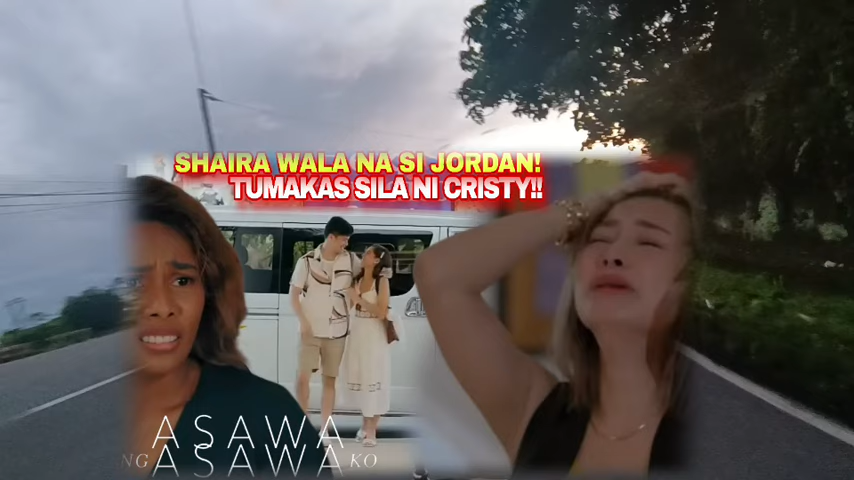 SHAIRA WALA NA SI JORDAN!
TUMAKAS SILA NI CRISTY!!
ASAWA
NG ASAWA KO